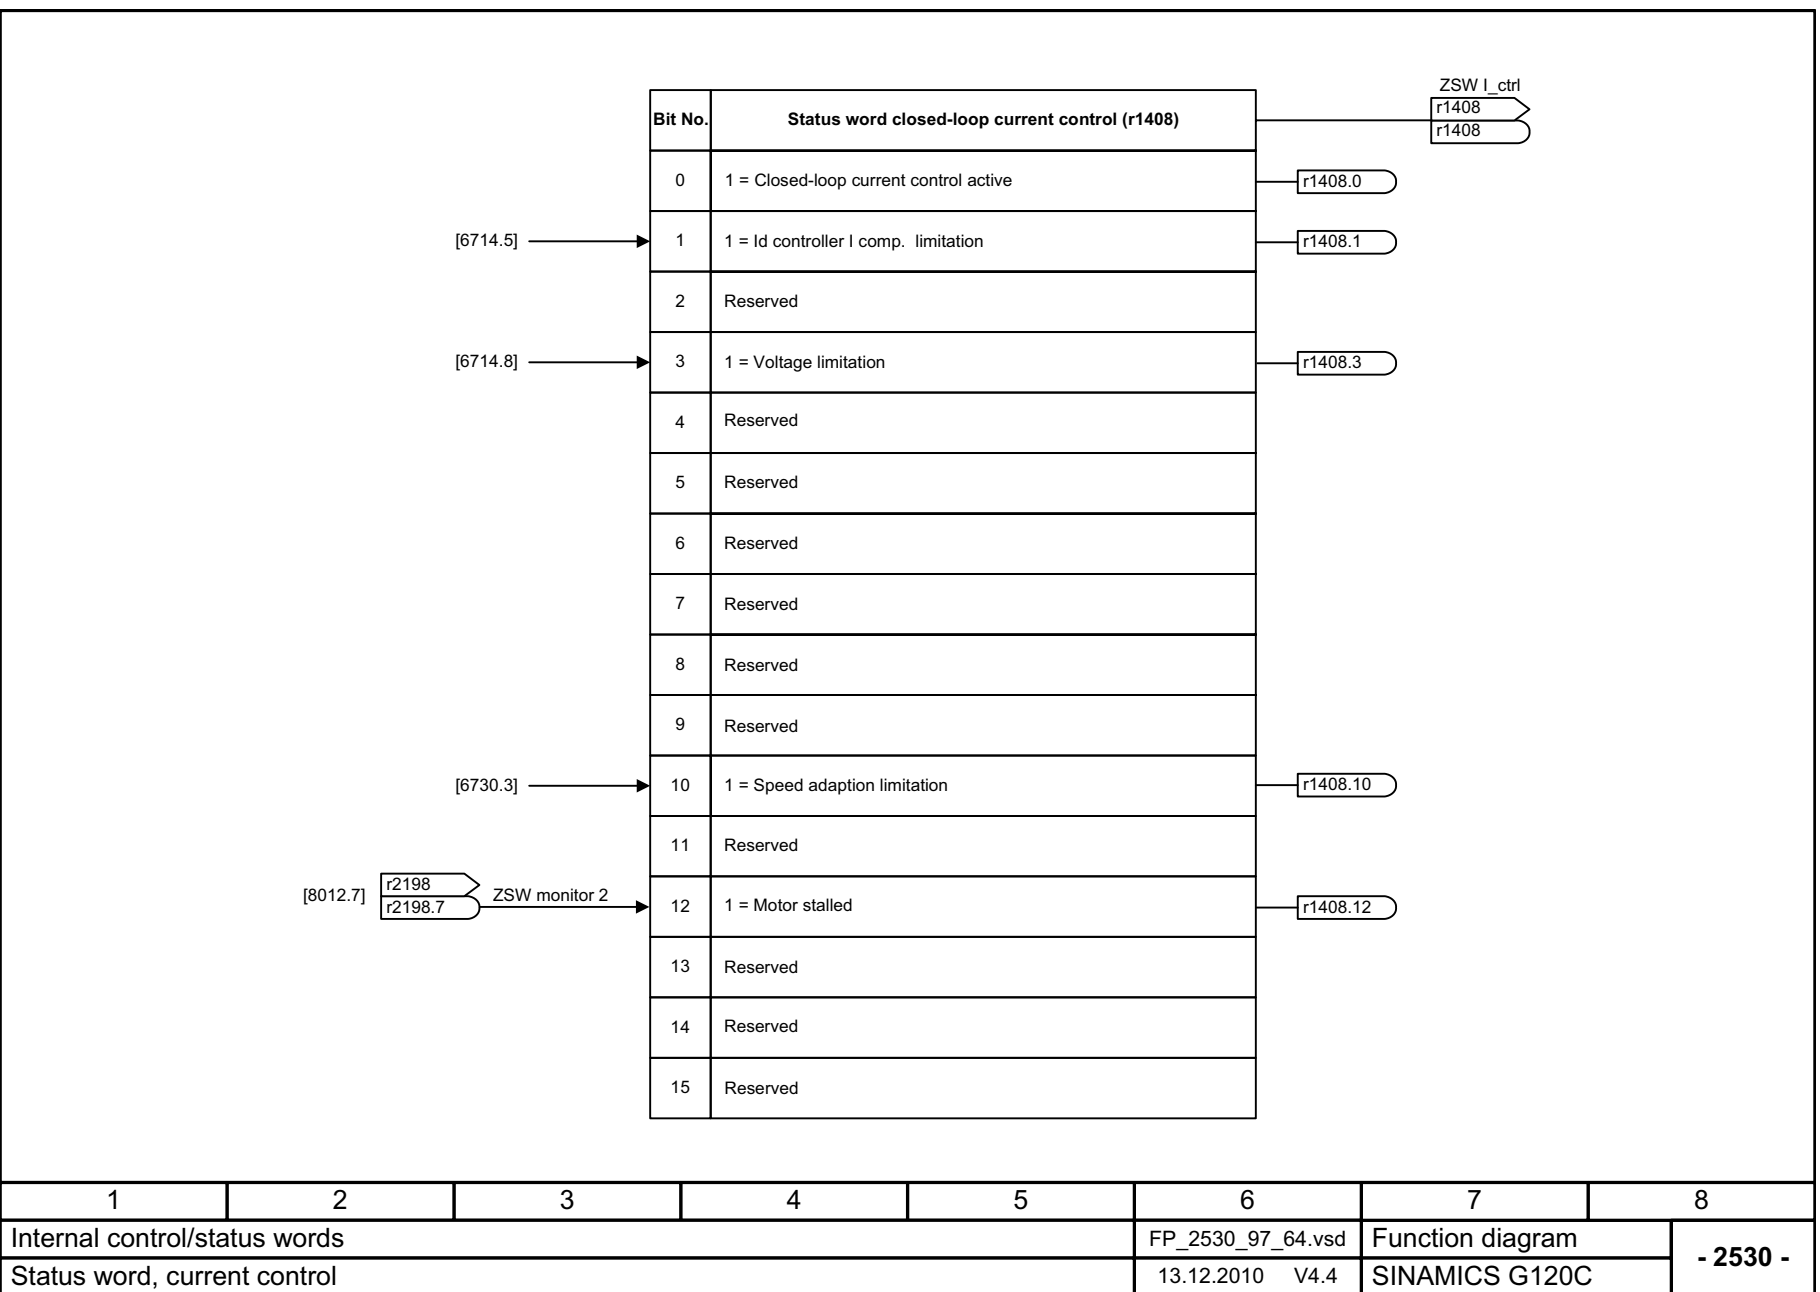 ZSW I_ctrl
r1408
r1408
Bit No. Status word closed-loop current control (r1408)
0 1 = Closed-loop current control active r1408.0
[6714.5] 1 1 = Id controller I comp. limitation r1408.1
2 Reserved
[6714.8] 3 1 = Voltage limitation r1408.3
4 Reserved
5 Reserved
6 Reserved
7 Reserved
8 Reserved
9 Reserved
[6730.3] 10 1 = Speed adaption limitation r1408.10
11 Reserved
[8012.7] r2198 r2198.7 ZSW monitor 2 12 1 = Motor stalled r1408.12
13 Reserved
14 Reserved
15 Reserved
1 2 3 4 5 6 7 8
Internal control/status words FP_2530_97_64.vsd Function diagram
- 2530 -
Status word, current control 13.12.2010 V4.4 SINAMICS G120C